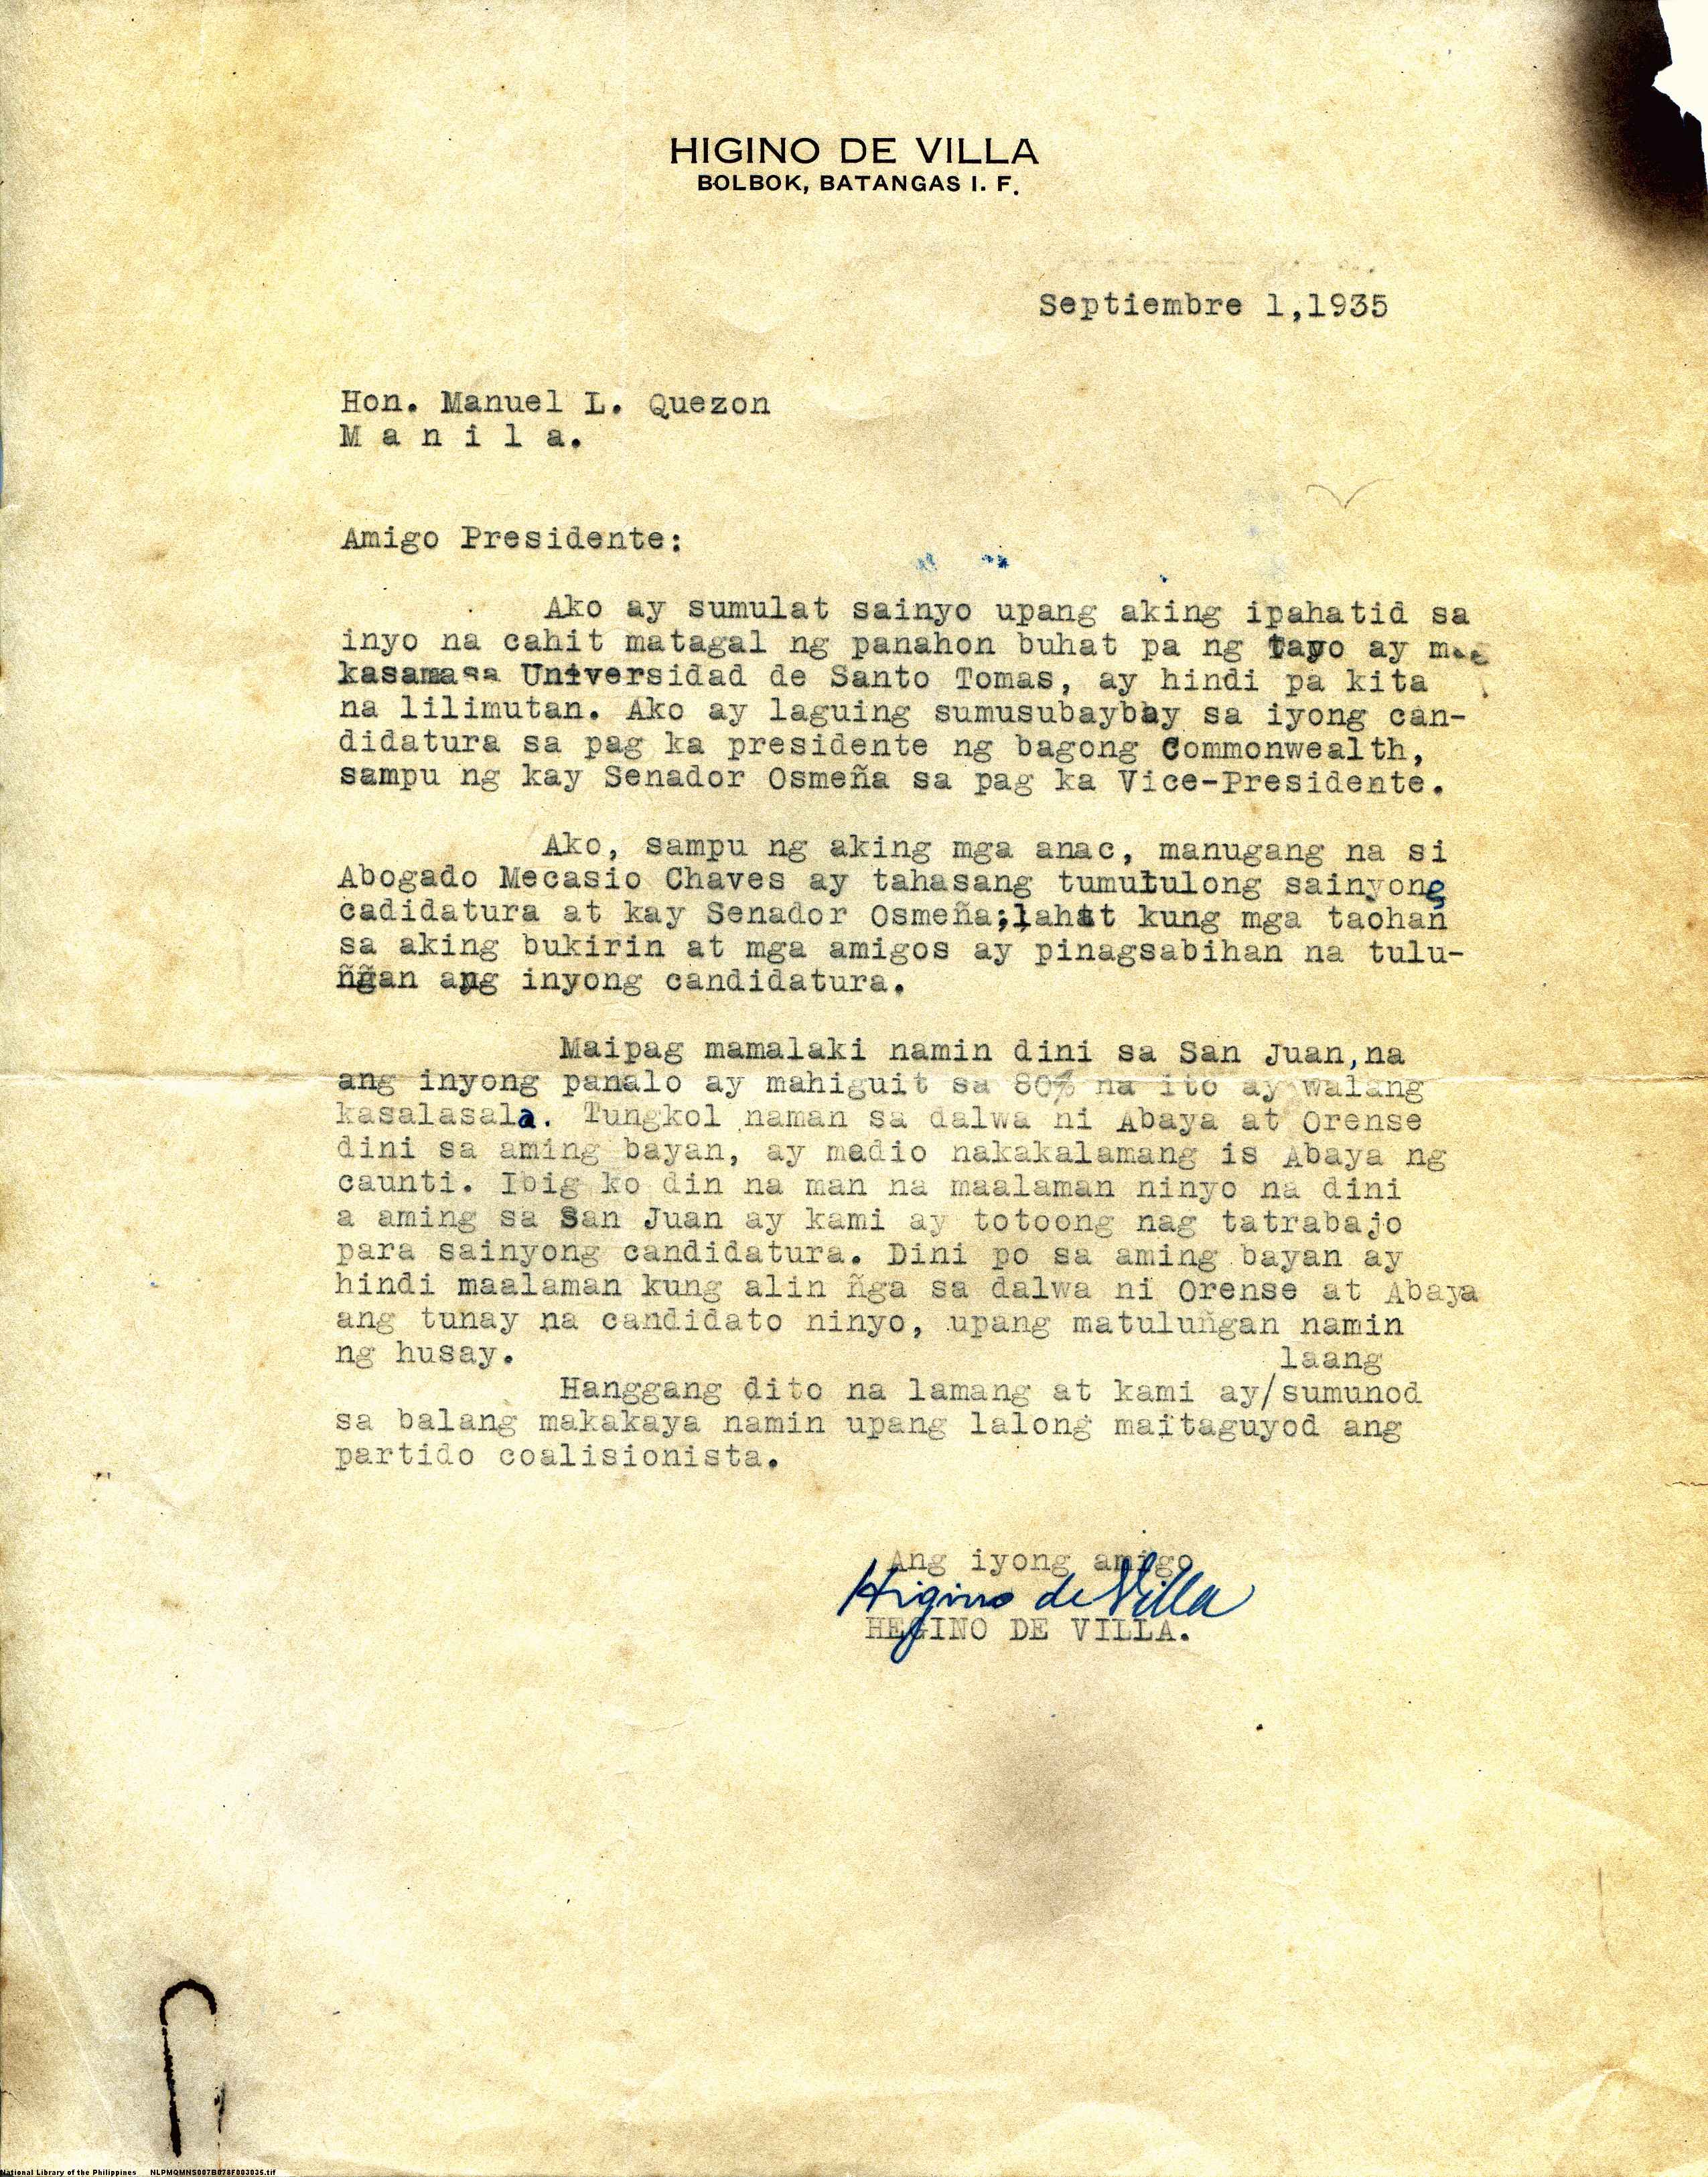 HIGINO DE VILLA
BOLBOK, BATANGAS I. F.
Septiembre 1,1935
Hon. Manuel L. Quezon
M a n i l a.
Amigo Presidente:
Ako ay sumulat sainyo upang aking ipahatid sa
inyo na cahit matagal ng panahon buhat pa ng tayo ay mag
kasamasa Universidad de Santo Tomas, ay hindi pa kita
na lilimutan. Ako ay laguing sumusubaybay sa iyong can-
didatura sa pag ka presidente ng bagong Commonwealth,
sampu ng kay Senador Osmeña sa pag ka Vice-Presidente.
Ako, sampu ng aking mga anac, manugang na si
Abogado Mecasio Chaves ay tahasang tumutulong sainyong
cadidatura at kay Senador Osmeña;lahat kung mga taohan
sa aking bukirin at mga amigos ay pinagsabihan na tulu-
ñgan ang inyong candidatura.
Maipag mamalaki namin dini sa San Juan,na
ang inyong panalo ay mahiguit sa 80% na ito ay walang
kasalasala. Tungkol naman sa dalwa ni Abaya at Orense
dini sa aming bayan, ay medio nakakalamang is Abaya ng
caunti. Ibig ko din na man na maalaman ninyo na dini
a aming sa San Juan ay kami ay totoong nag tatrabajo
para sainyong candidatura. Dini po sa aming bayan ay
hindi maalaman kung alin ñga sa dalwa ni Orense at Abaya
ang tunay na candidato ninyo, upang matuluñgan namin
ng husay.
laang
Hanggang dito na lamang at kami ay/sumunod
sa balang makakaya namin upang lalong maitaguyod ang
partido coalisionista.
Ang iyong amigo
Higino de Villa
HEGINO DE VILLA.
National Library of the Philippines NLPMQMNS007B078F003035.tif